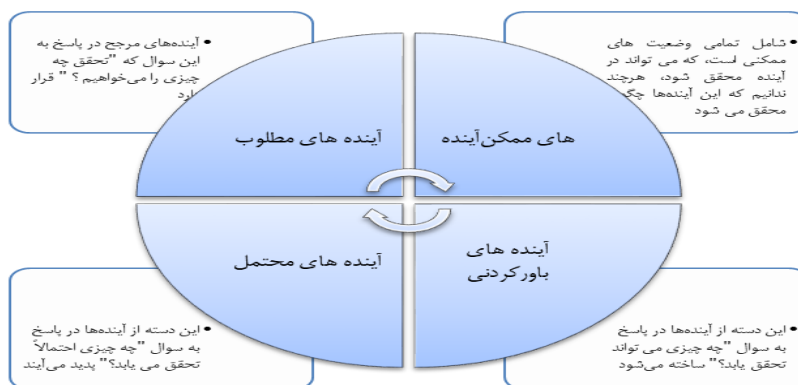 شامل تمامی وضعیت های
ممکنی است، که می تواند در
آینده محقق شود، هرچند
ندانیم که این آینده‌ها
محقق می شود
آینده‌های مرجح در پاسخ به
این سوال که "تحقق چه
چیزی را می‌خواهیم ؟ " قرار
های ممکن‌آینده
آینده های مطلوب
آینده های
باورکردنی
آینده های محتمل
این دسته از آینده‌ها در پاسخ
به سوال "چه چیزی می تواند
تحقق یابد؟" ساخته می‌شود
این دسته از آینده‌ها در پاسخ
به سوال "چه چیزی احتمالاً
تحقق می یابد؟" پدید می‌آیند